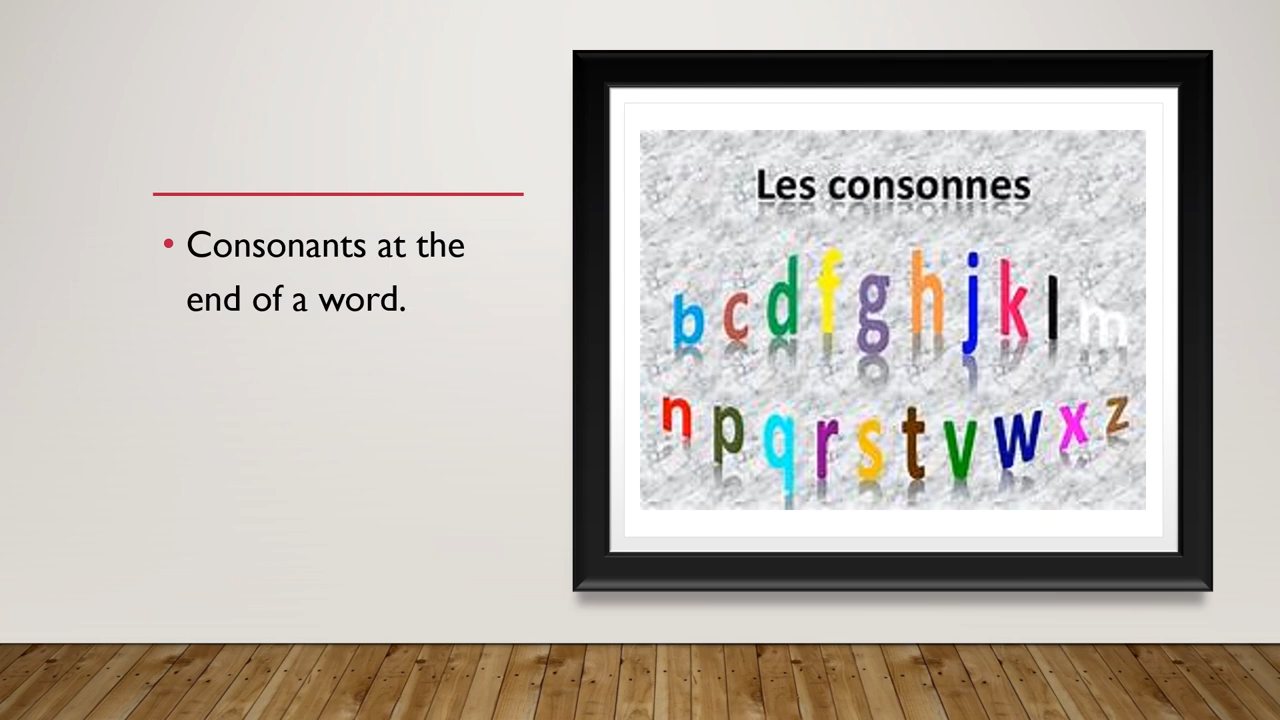 Consonants at the
end of a word.
Les consonnes
b c d f g h j k l m
n p q r s t v w x z